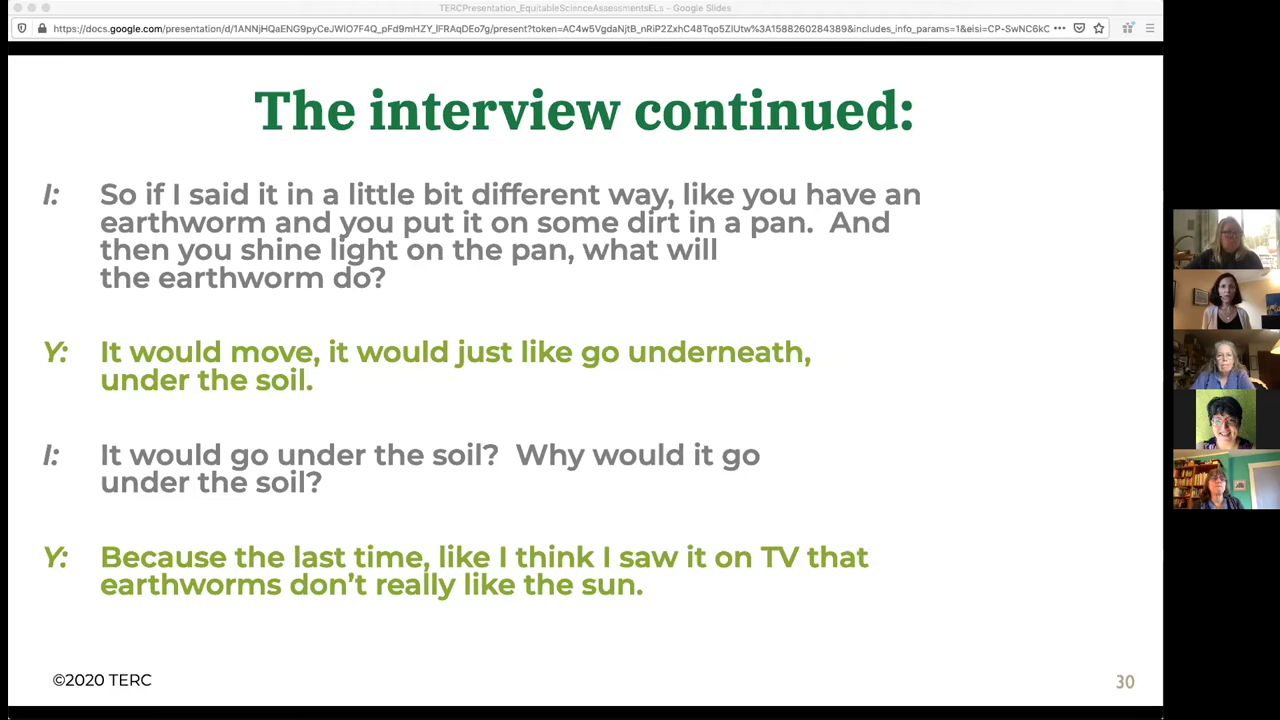 TERCPresentation_EquitableScienceAssessmentsELs – Google Slides
The interview continued:
I: So if I said it in a little bit different way, like you have an
earthworm and you put it on some dirt in a pan.  And
then you shine light on the pan, what will
the earthworm do?
Y: It would move, it would just like go underneath,
under the soil.
I: It would go under the soil?  Why would it go
under the soil?
Y: Because the last time, like I think I saw it on TV that
earthworms don’t really like the sun.
©2020 TERC
30